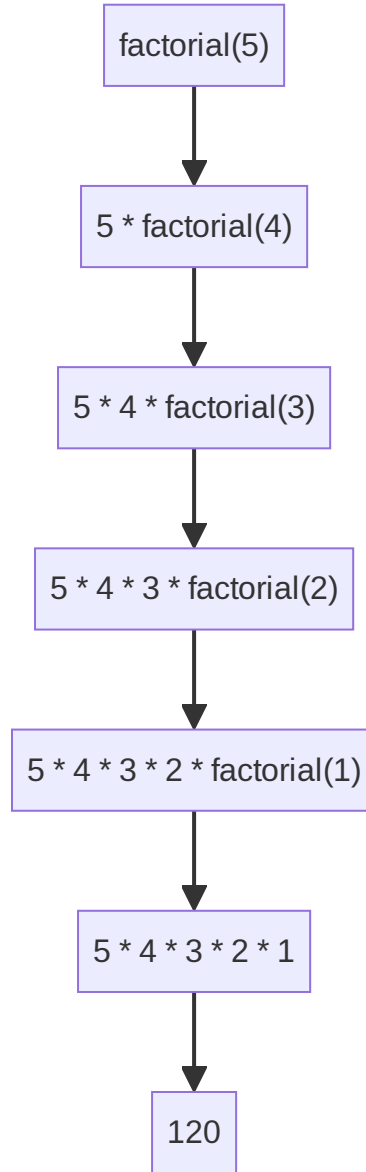 factorial(5)
5 * factorial(4)
5 * 4 * factorial(3)
5 * 4 * 3 * factorial(2)
5 * 4 * 3 * 2 * factorial(1)
5 * 4 * 3 * 2 * 1
120